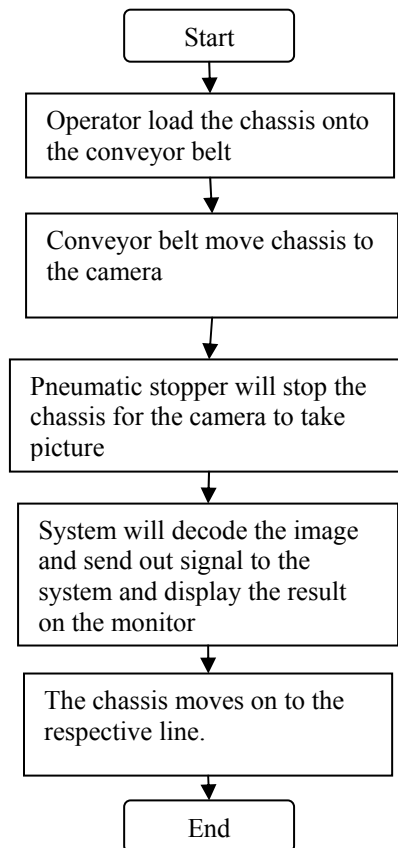 Start
Operator load the chassis onto
the conveyor belt
Conveyor belt move chassis to
the camera
Pneumatic stopper will stop the
chassis for the camera to take
picture
System will decode the image
and send out signal to the
system and display the result
on the monitor
The chassis moves on to the
respective line.
End